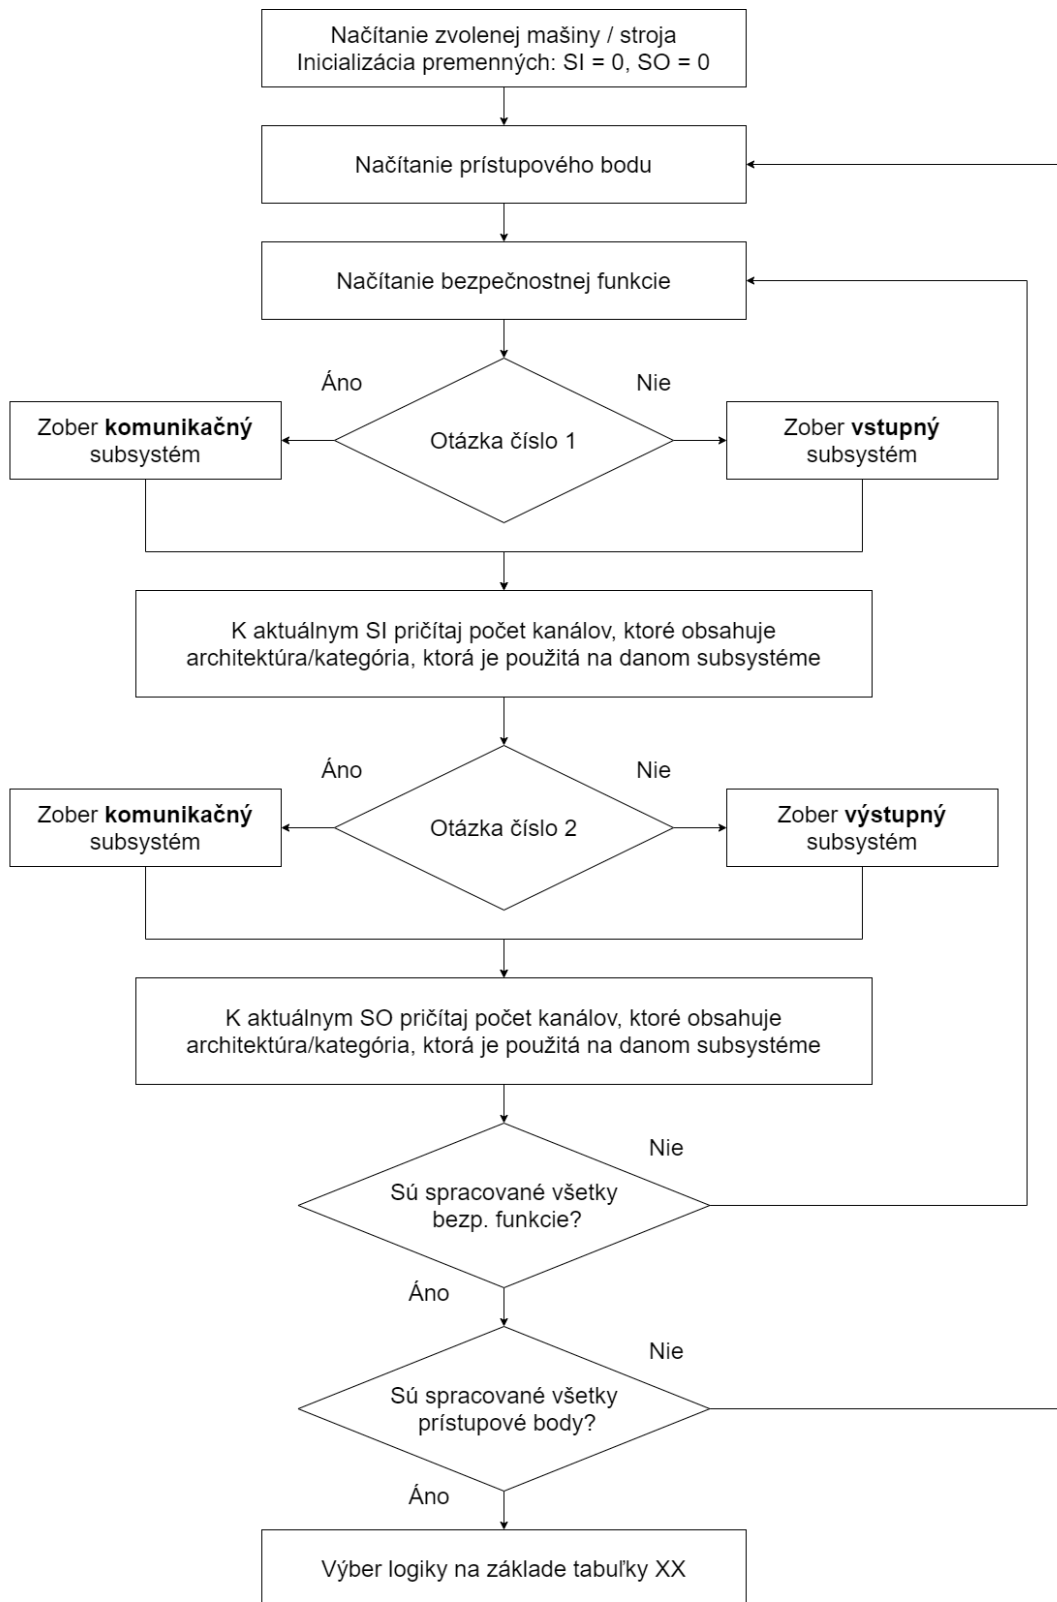 Načítanie zvolenej mašiny / stroja
Inicializácia premenných: SI = 0, SO = 0
Načítanie prístupového bodu
Načítanie bezpečnostnej funkcie
Áno
Nie
Zober komunikačný
subsystém
Otázka číslo 1
Zober vstupný
subsystém
K aktuálnym SI pričítaj počet kanálov, ktoré obsahuje
architektúra/kategória, ktorá je použitá na danom subsystéme
Áno
Nie
Zober komunikačný
subsystém
Otázka číslo 2
Zober výstupný
subsystém
K aktuálnym SO pričítaj počet kanálov, ktoré obsahuje
architektúra/kategória, ktorá je použitá na danom subsystéme
Nie
Sú spracované všetky
bezp. funkcie?
Áno
Nie
Sú spracované všetky
prístupové body?
Áno
Výber logiky na základe tabuľky XX